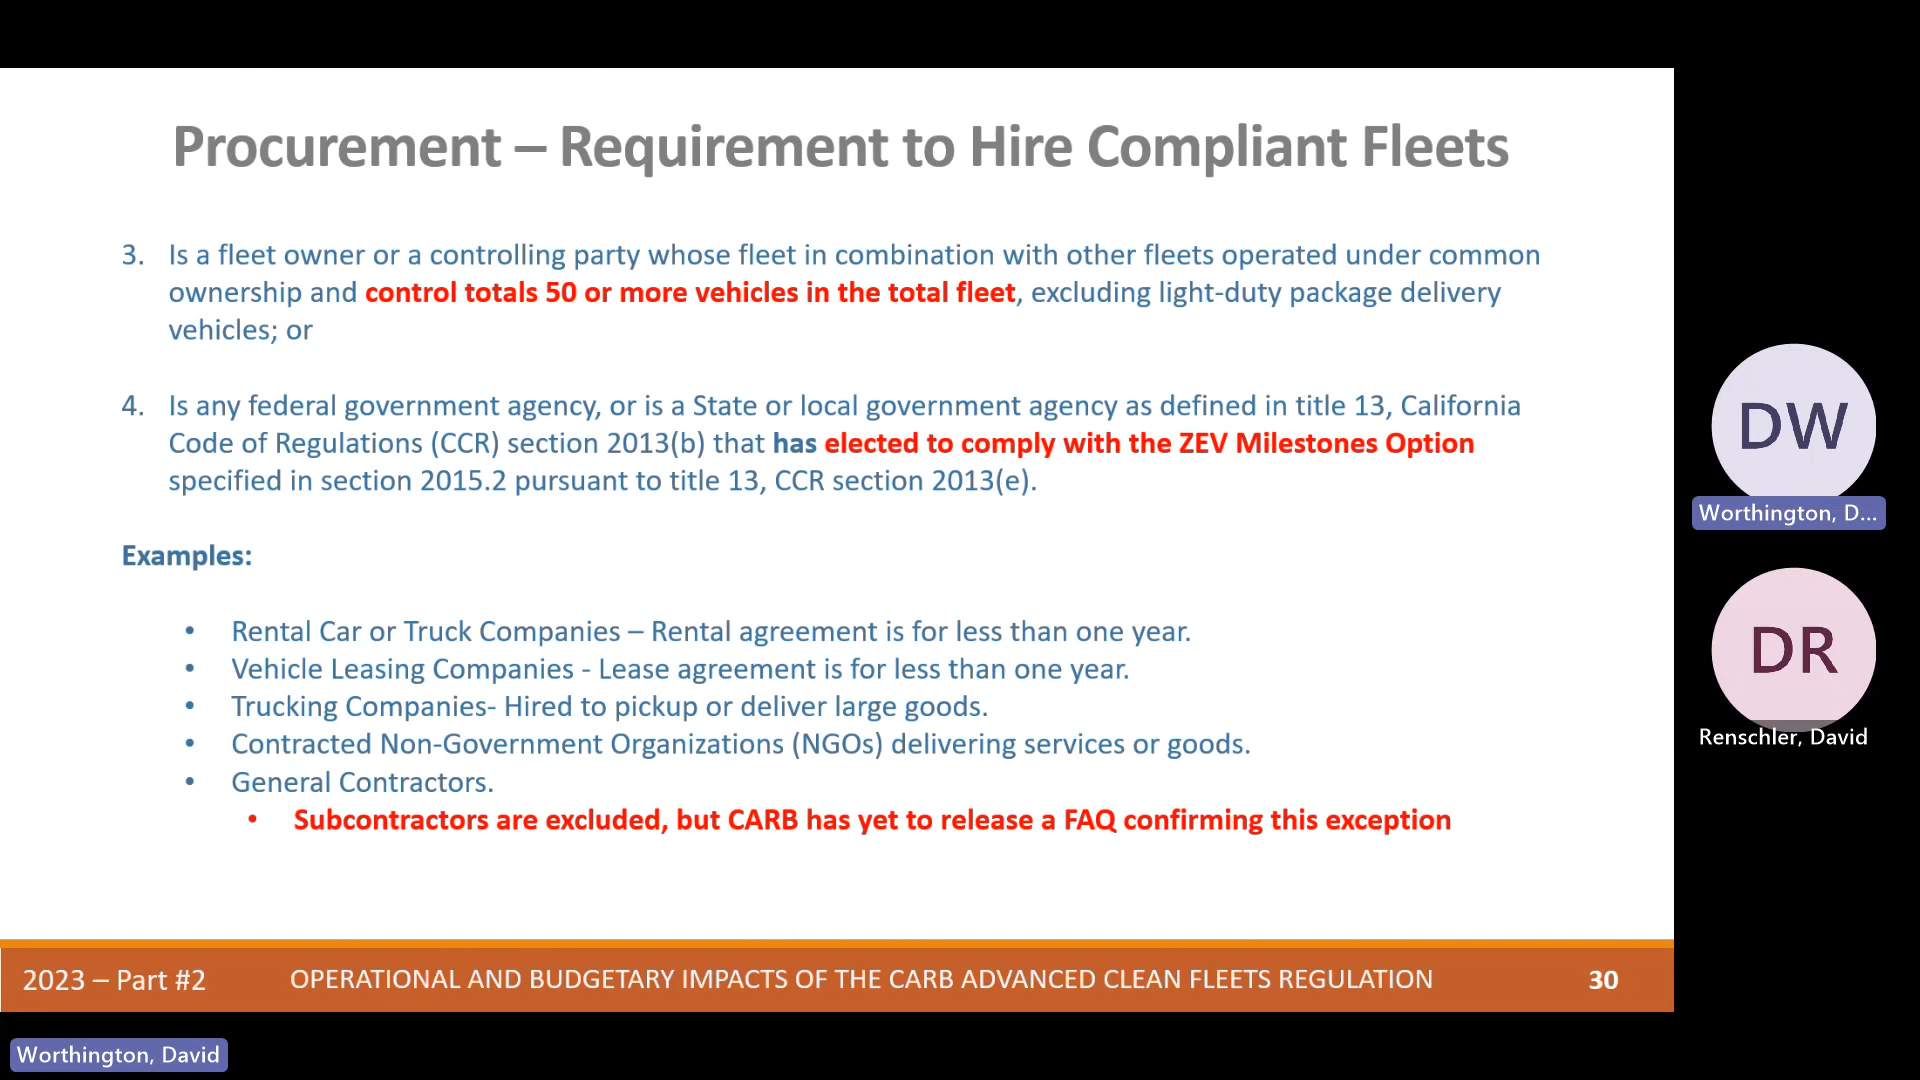 Procurement – Requirement to Hire Compliant Fleets
3. Is a fleet owner or a controlling party whose fleet in combination with other fleets operated under common
ownership and control totals 50 or more vehicles in the total fleet, excluding light-duty package delivery
vehicles; or
4. Is any federal government agency, or is a State or local government agency as defined in title 13, California
Code of Regulations (CCR) section 2013(b) that has elected to comply with the ZEV Milestones Option
specified in section 2015.2 pursuant to title 13, CCR section 2013(e).
Examples:
• Rental Car or Truck Companies – Rental agreement is for less than one year.
• Vehicle Leasing Companies - Lease agreement is for less than one year.
• Trucking Companies- Hired to pickup or deliver large goods.
• Contracted Non-Government Organizations (NGOs) delivering services or goods.
• General Contractors.
• Subcontractors are excluded, but CARB has yet to release a FAQ confirming this exception
2023 – Part #2 OPERATIONAL AND BUDGETARY IMPACTS OF THE CARB ADVANCED CLEAN FLEETS REGULATION 30
DW
Worthington, D...
DR
Renschler, David
Worthington, David